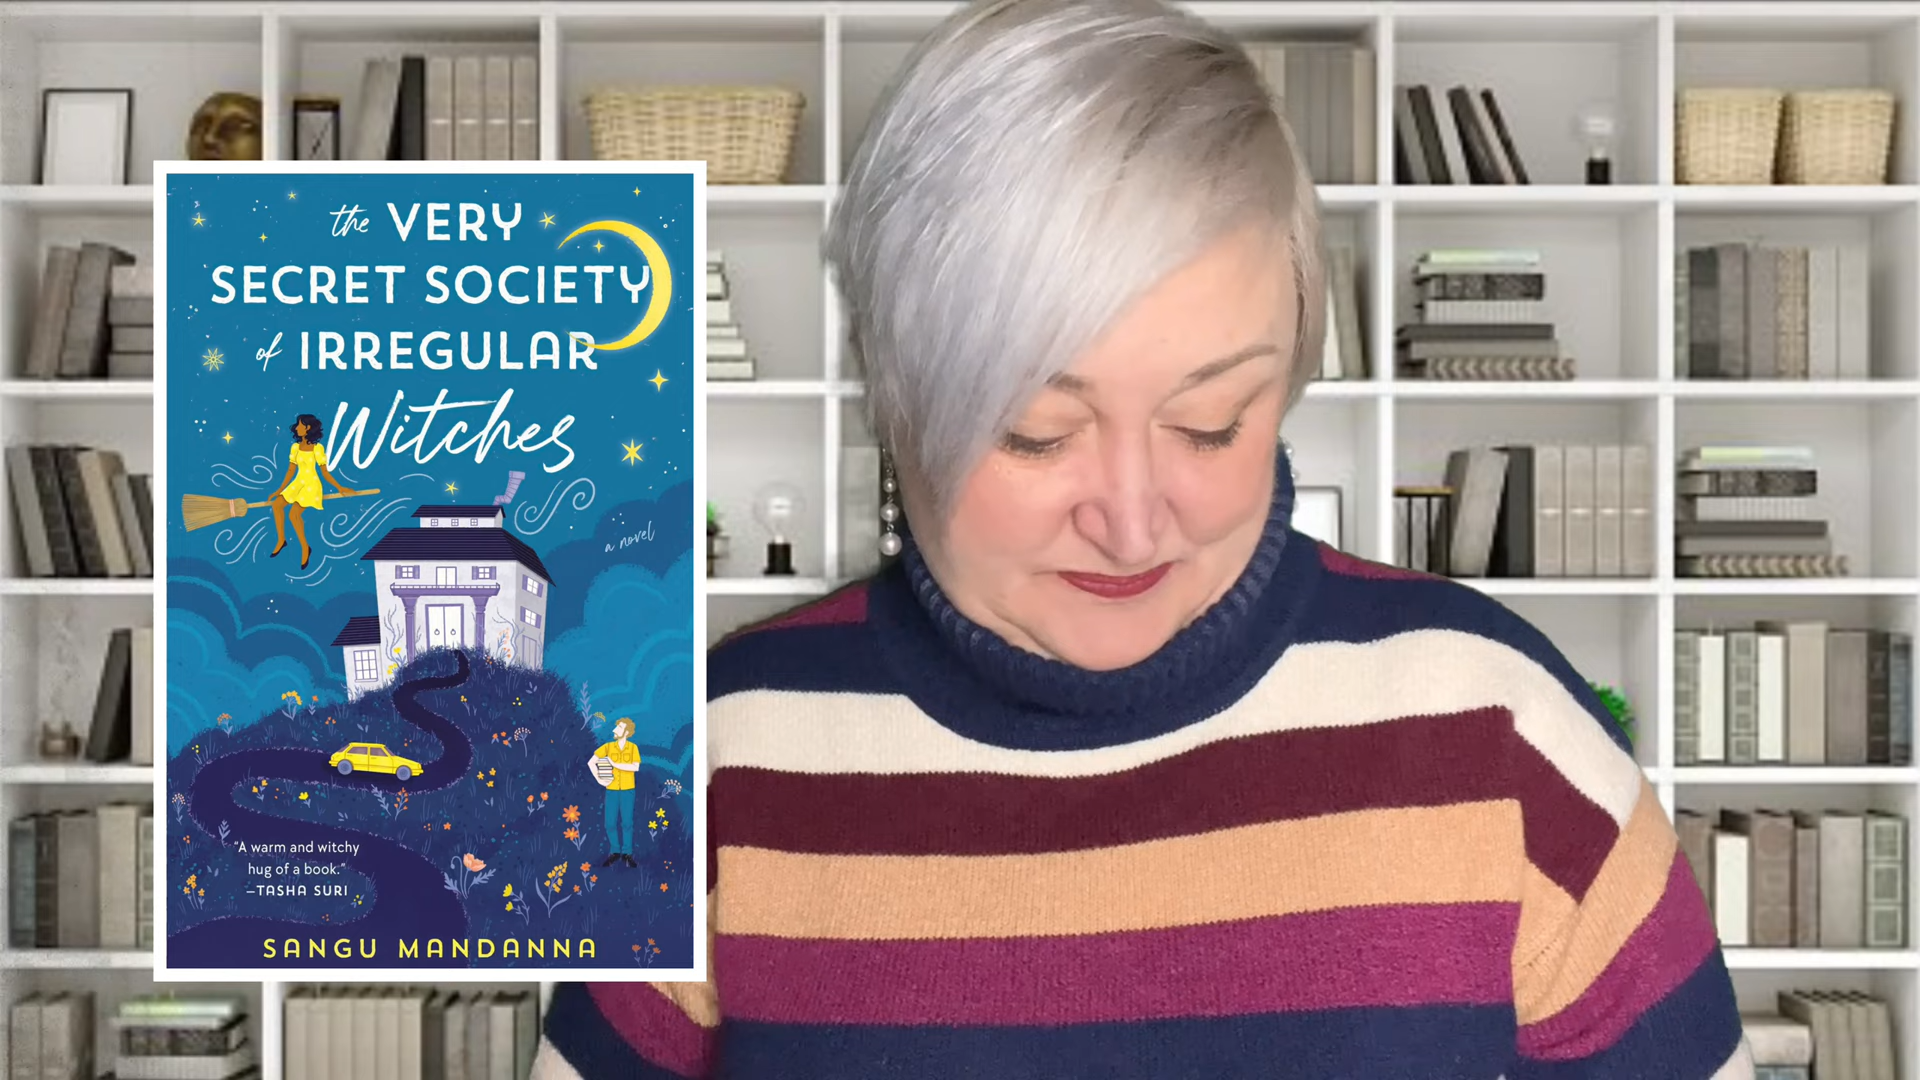 the VERY
SECRET SOCIETY
of IRREGULAR
Witches
a novel
"A warm and witchy
hug of a book."
—TASHA SURI
SANGU MANDANNA